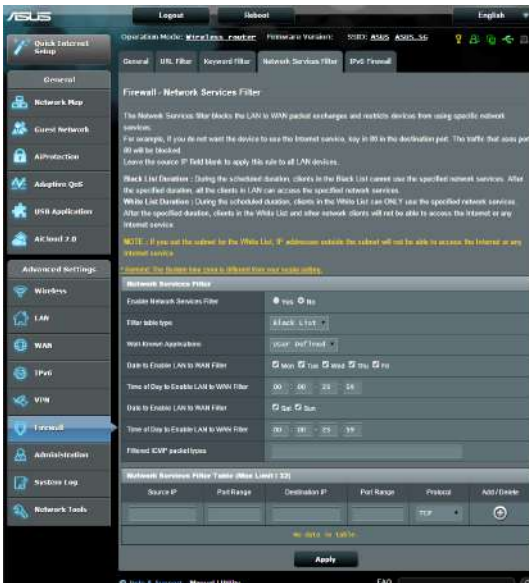 ASUS
Logout
Reboot
English
Quick Internet Setup
Operation Mode: Wireless router Firmware Version: SSID: ASUS ASUS_5G
General
URL Filter
Keyword Filter
Network Services Filter
IPv6 Firewall
General
Network Map
Guest Network
AiProtection
Adaptive QoS
USB Application
AiCloud 2.0
Advanced Settings
Wireless
LAN
WAN
IPv6
VPN
Firewall
Administration
System Log
Network Tools
Firewall - Network Services Filter
The Network Services filter blocks the LAN to WAN packet exchanges and restricts devices from using specific network
services.
For example, if you do not want the device to use the Internet service, key in 80 in the destination port. The traffic that uses port
80 will be blocked.
Leave the source IP field blank to apply this rule to all LAN devices.
Black List Duration : During the scheduled duration, clients in the Black List cannot use the specified network services. After
the specified duration, all the clients in LAN can access the specified network services.
White List Duration : During the scheduled duration, clients in the White List can ONLY use the specified network services.
After the specified duration, clients in the White List and other network clients will not be able to access the Internet or any
Internet service.
NOTE : If you set the subnet for the White List, IP addresses outside the subnet will not be able to access the Internet or any
Internet service.
* Remind: The System time zone is different from your locale setting.
Network Services Filter
Enable Network Services Filter Yes No
Filter table type Black List
Well-Known Applications User Defined
Date to Enable LAN to WAN Filter Mon Tue Wed Thu Fri
Time of Day to Enable LAN to WAN Filter 00 : 00 - 23 : 59
Date to Enable LAN to WAN Filter Sat Sun
Time of Day to Enable LAN to WAN Filter 00 : 00 - 23 : 59
Filtered ICMP packet types
Network Services Filter Table (Max Limit : 32)
Source IP Port Range Destination IP Port Range Protocol Add / Delete
TCP
No data in table.
Apply
Help & Support Manual | Utility FAQ